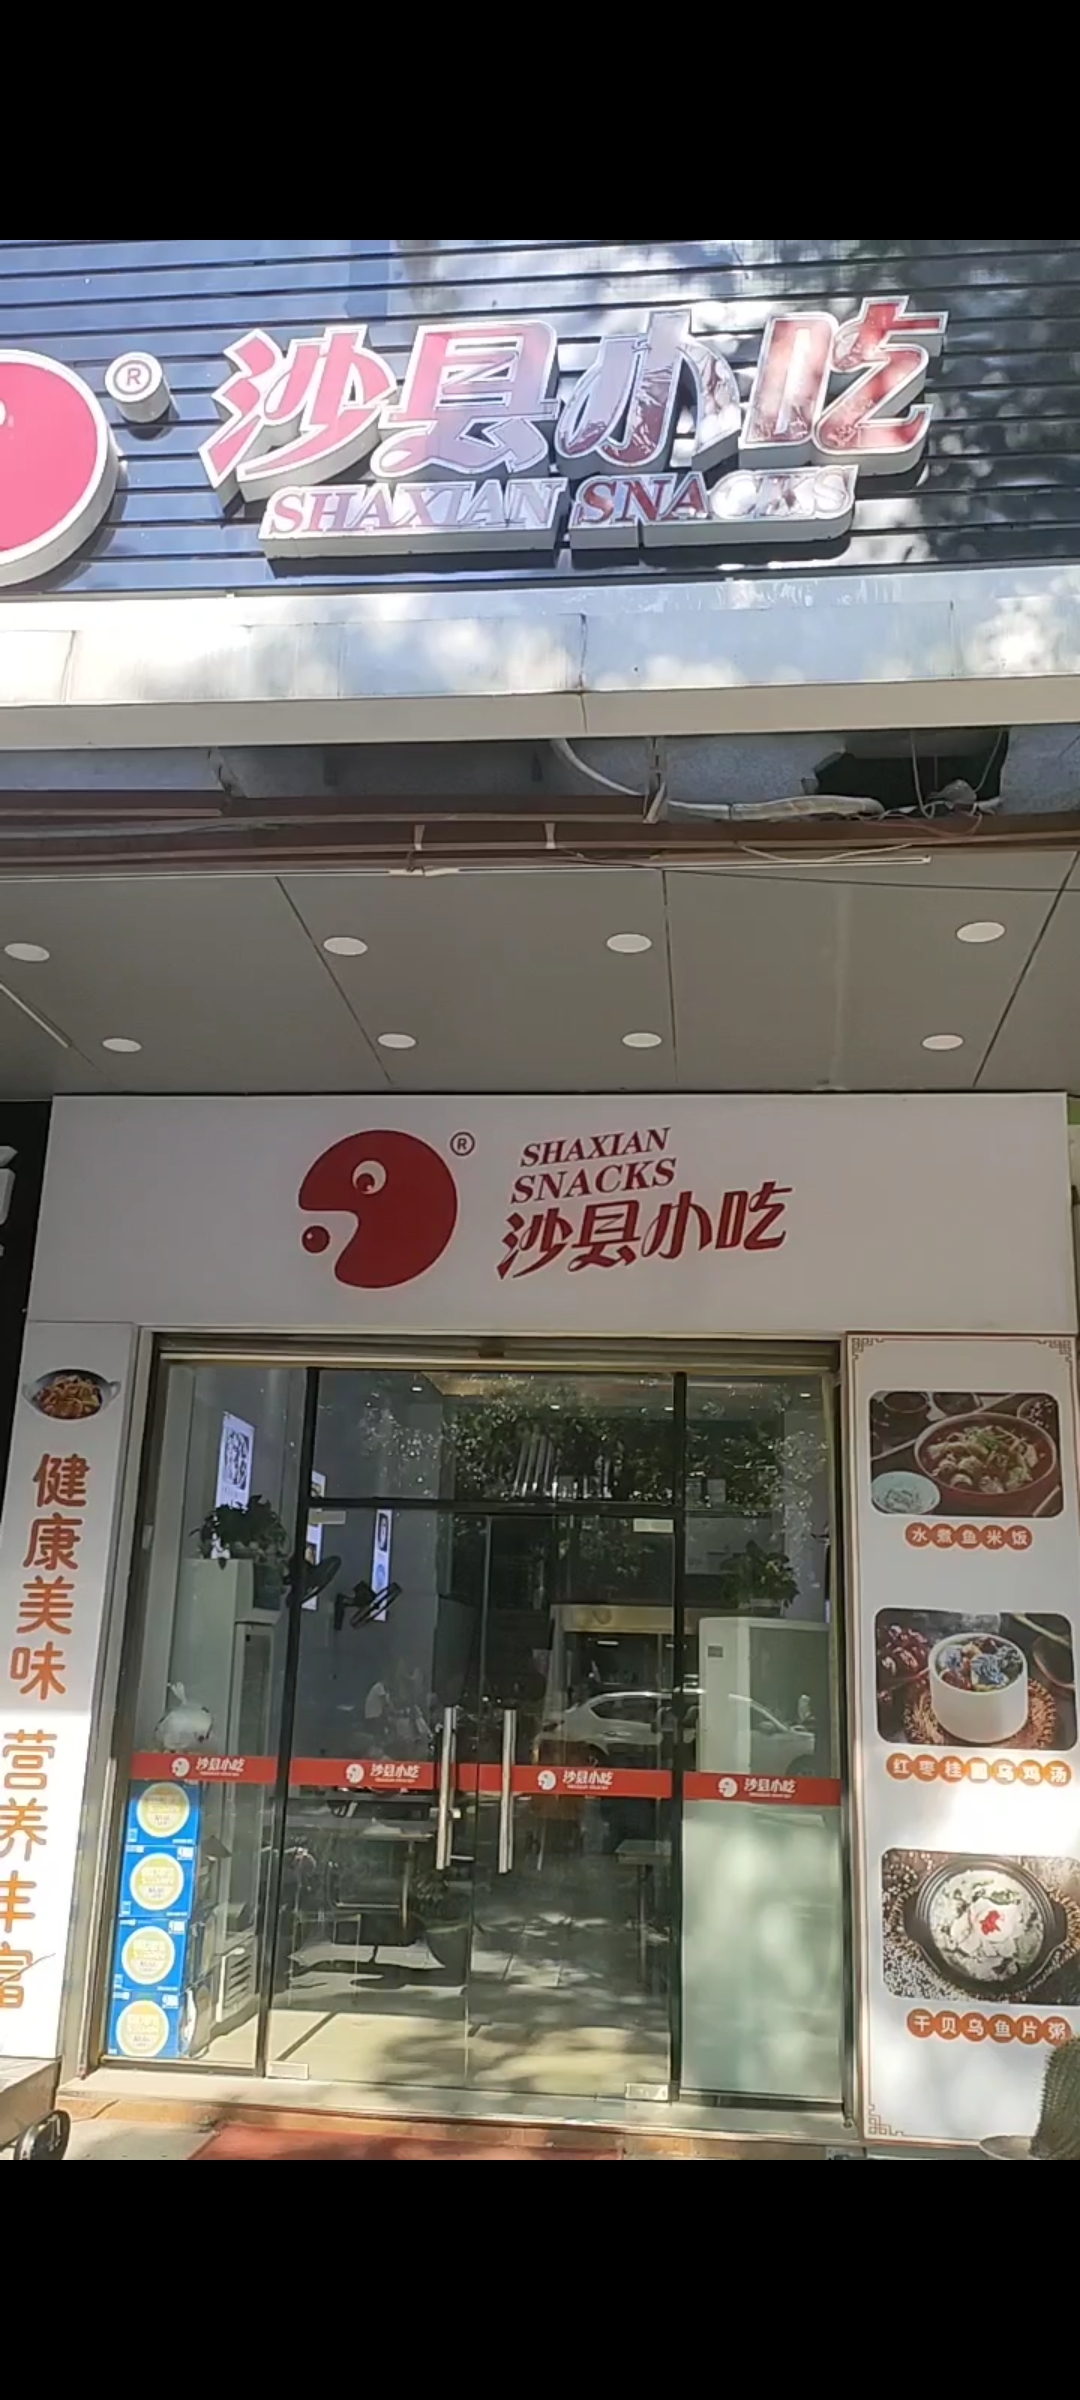 ®
沙县小吃
SHAXIAN SNACKS
®
SHAXIAN
SNACKS
沙县小吃
健康美味 营养丰富
水煮鱼米饭
红枣桂圆乌鸡汤
干贝乌鱼片粥
沙县小吃
沙县小吃
沙县小吃
沙县小吃